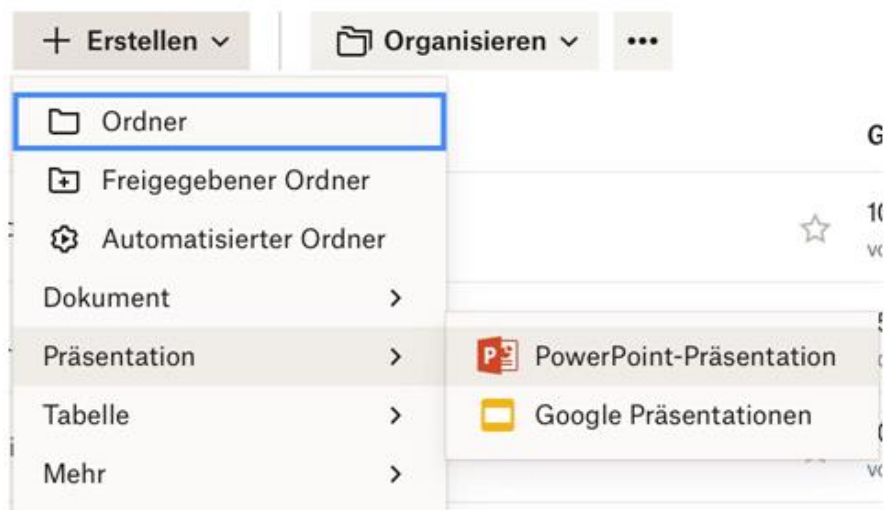 + Erstellen
Organisieren
•••
Ordner
Freigegebener Ordner
Automatisierter Ordner
Dokument
Präsentation
PowerPoint-Präsentation
Tabelle
Google Präsentationen
Mehr